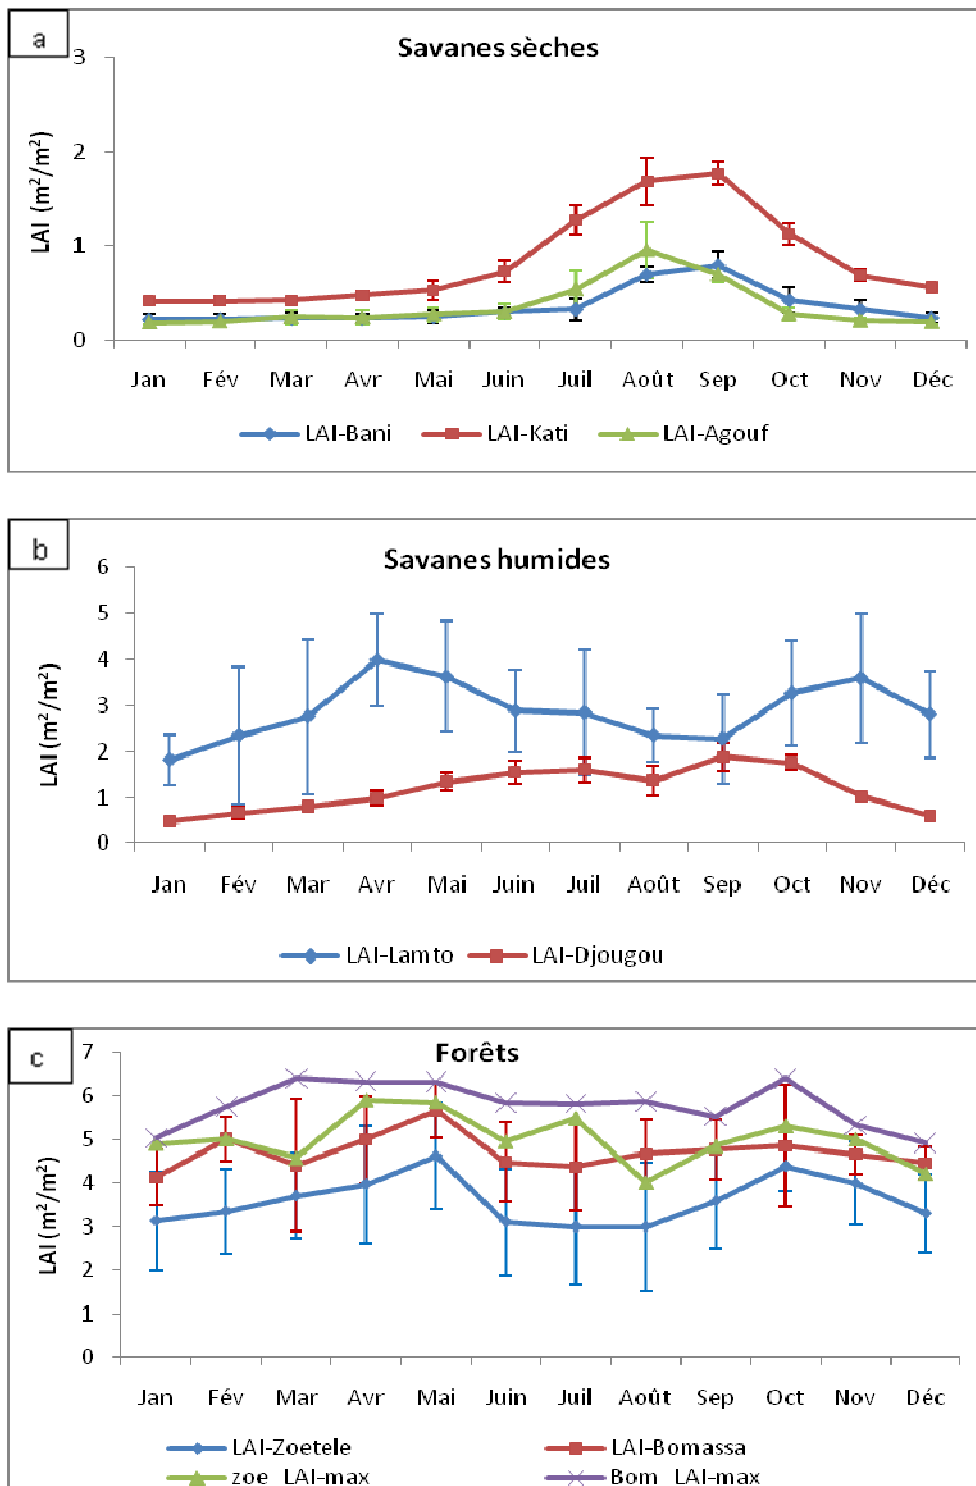 a
Savanes sèches
LAI (m²/m²)
3
2
1
0
Jan Fév Mar Avr Mai Juin Juil Août Sep Oct Nov Déc
LAI-Bani LAI-Kati LAI-Agouf
b
Savanes humides
LAI (m²/m²)
6
5
4
3
2
1
0
Jan Fév Mar Avr Mai Juin Juil Août Sep Oct Nov Déc
LAI-Lamto LAI-Djougou
c
Forêts
LAI (m²/m²)
7
6
5
4
3
2
1
0
Jan Fév Mar Avr Mai Juin Juil Août Sep Oct Nov Déc
LAI-Zoetele LAI-Bomassa
zoe LAI-max Bom LAI-max